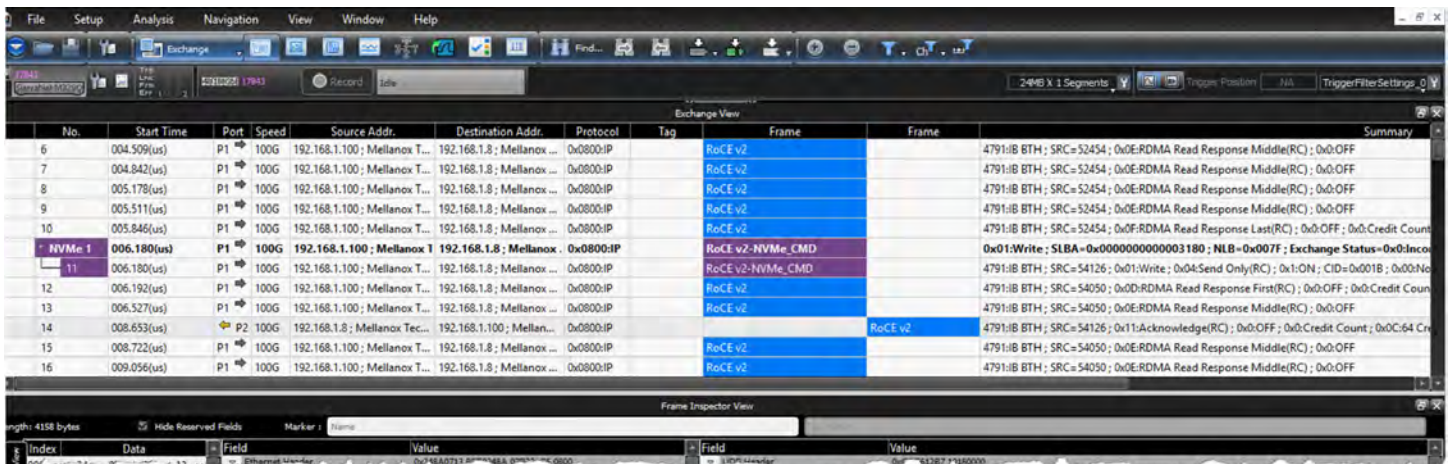 File Setup Analysis Navigation View Window Help
Exchange Find...
17843 Record Idle 24MB X 1 Segments Trigger Position NA TriggerFilterSettings_0
Exchange View
No. Start Time Port Speed Source Addr. Destination Addr. Protocol Tag Frame Frame Summary
6 004.509(us) P1 100G 192.168.1.100 ; Mellanox T... 192.168.1.8 ; Mellanox ... 0x0800:IP RoCE v2 4791:IB BTH ; SRC=52454 ; 0x0E:RDMA Read Response Middle(RC) ; 0x0:OFF
7 004.842(us) P1 100G 192.168.1.100 ; Mellanox T... 192.168.1.8 ; Mellanox ... 0x0800:IP RoCE v2 4791:IB BTH ; SRC=52454 ; 0x0E:RDMA Read Response Middle(RC) ; 0x0:OFF
8 005.178(us) P1 100G 192.168.1.100 ; Mellanox T... 192.168.1.8 ; Mellanox ... 0x0800:IP RoCE v2 4791:IB BTH ; SRC=52454 ; 0x0E:RDMA Read Response Middle(RC) ; 0x0:OFF
9 005.511(us) P1 100G 192.168.1.100 ; Mellanox T... 192.168.1.8 ; Mellanox ... 0x0800:IP RoCE v2 4791:IB BTH ; SRC=52454 ; 0x0E:RDMA Read Response Middle(RC) ; 0x0:OFF
10 005.846(us) P1 100G 192.168.1.100 ; Mellanox T... 192.168.1.8 ; Mellanox ... 0x0800:IP RoCE v2 4791:IB BTH ; SRC=52454 ; 0x0F:RDMA Read Response Last(RC) ; 0x0:OFF ; 0x0:Credit Count
NVMe 1 006.180(us) P1 100G 192.168.1.100 ; Mellanox T 192.168.1.8 ; Mellanox . 0x0800:IP RoCE v2-NVMe_CMD 0x01:Write ; SLBA=0x0000000000003180 ; NLB=0x007F ; Exchange Status=0x0:Inco
11 006.180(us) P1 100G 192.168.1.100 ; Mellanox T... 192.168.1.8 ; Mellanox ... 0x0800:IP RoCE v2-NVMe_CMD 4791:IB BTH ; SRC=54126 ; 0x01:Write ; 0x04:Send Only(RC) ; 0x1:ON ; CID=0x001B ; 0x00:No
12 006.192(us) P1 100G 192.168.1.100 ; Mellanox T... 192.168.1.8 ; Mellanox ... 0x0800:IP RoCE v2 4791:IB BTH ; SRC=54050 ; 0x0D:RDMA Read Response First(RC) ; 0x0:OFF ; 0x0:Credit Coun
13 006.527(us) P1 100G 192.168.1.100 ; Mellanox T... 192.168.1.8 ; Mellanox ... 0x0800:IP RoCE v2 4791:IB BTH ; SRC=54050 ; 0x0E:RDMA Read Response Middle(RC) ; 0x0:OFF
14 008.653(us) P2 100G 192.168.1.8 ; Mellanox Tec... 192.168.1.100 ; Mellan... 0x0800:IP RoCE v2 4791:IB BTH ; SRC=54126 ; 0x11:Acknowledge(RC) ; 0x0:OFF ; 0x0:Credit Count ; 0x0C:64 Cre
15 008.722(us) P1 100G 192.168.1.100 ; Mellanox T... 192.168.1.8 ; Mellanox ... 0x0800:IP RoCE v2 4791:IB BTH ; SRC=54050 ; 0x0E:RDMA Read Response Middle(RC) ; 0x0:OFF
16 009.056(us) P1 100G 192.168.1.100 ; Mellanox T... 192.168.1.8 ; Mellanox ... 0x0800:IP RoCE v2 4791:IB BTH ; SRC=54050 ; 0x0E:RDMA Read Response Middle(RC) ; 0x0:OFF
Frame Inspector View
ength: 4158 bytes Hide Reserved Fields Marker : Name
Index Data Field Value Field Value